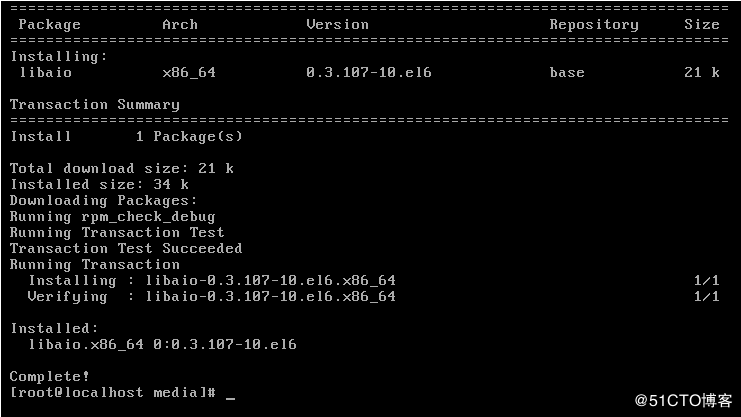 ================================================================================
 Package          Arch            Version                   Repository     Size
================================================================================
Installing:
 libaio           x86_64          0.3.107-10.el6            base           21 k

Transaction Summary
================================================================================
Install       1 Package(s)

Total download size: 21 k
Installed size: 34 k
Downloading Packages:
Running rpm_check_debug
Running Transaction Test
Transaction Test Succeeded
Running Transaction
  Installing : libaio-0.3.107-10.el6.x86_64                                 1/1
  Verifying  : libaio-0.3.107-10.el6.x86_64                                 1/1

Installed:
  libaio.x86_64 0:0.3.107-10.el6

Complete!
[root@localhost media]# _
@51CTO博客